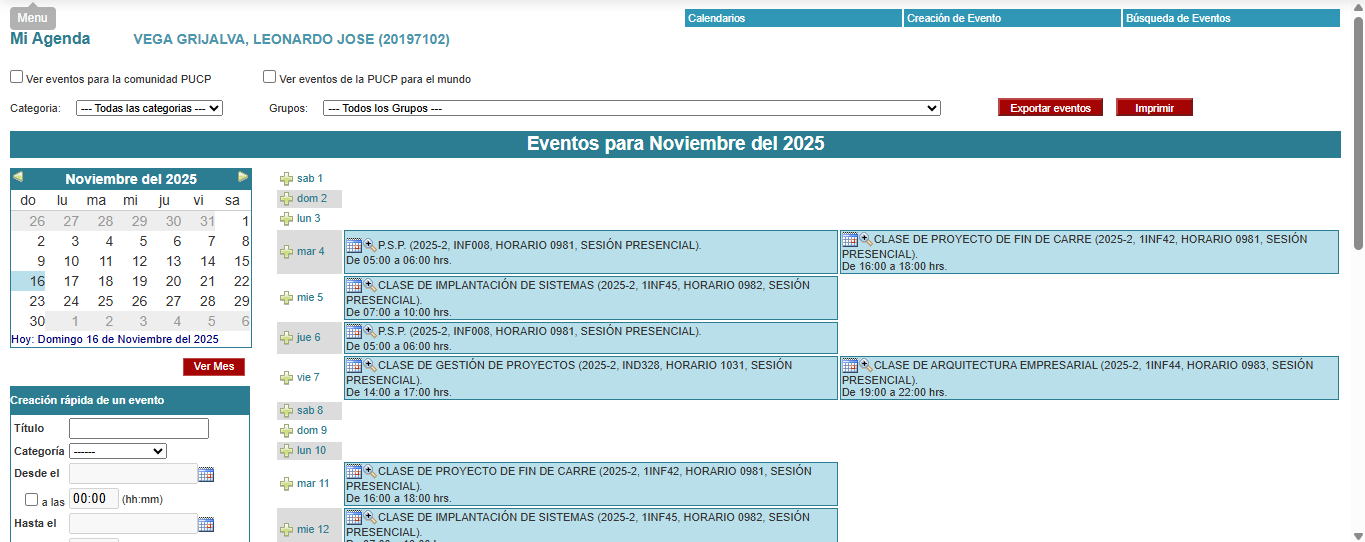 Menu
Calendarios
Creación de Evento
Búsqueda de Eventos
Mi Agenda
VEGA GRIJALVA, LEONARDO JOSE (20197102)
Ver eventos para la comunidad PUCP
Ver eventos de la PUCP para el mundo
Categoria:
--- Todas las categorias ---
Grupos:
--- Todos los Grupos ---
Exportar eventos
Imprimir
Eventos para Noviembre del 2025
Noviembre del 2025
do lu ma mi ju vi sa
26 27 28 29 30 31 1
2 3 4 5 6 7 8
9 10 11 12 13 14 15
16 17 18 19 20 21 22
23 24 25 26 27 28 29
30 1 2 3 4 5 6
Hoy: Domingo 16 de Noviembre del 2025
Ver Mes
Creación rápida de un evento
Título
Categoría
------
Desde el
a las 00:00 (hh:mm)
Hasta el
sab 1
dom 2
lun 3
mar 4
P.S.P. (2025-2, INF008, HORARIO 0981, SESIÓN PRESENCIAL).
De 05:00 a 06:00 hrs.
CLASE DE PROYECTO DE FIN DE CARRE (2025-2, 1INF42, HORARIO 0981, SESIÓN
PRESENCIAL).
De 16:00 a 18:00 hrs.
mie 5
CLASE DE IMPLANTACIÓN DE SISTEMAS (2025-2, 1INF45, HORARIO 0982, SESIÓN
PRESENCIAL).
De 07:00 a 10:00 hrs.
jue 6
P.S.P. (2025-2, INF008, HORARIO 0981, SESIÓN PRESENCIAL).
De 05:00 a 06:00 hrs.
vie 7
CLASE DE GESTIÓN DE PROYECTOS (2025-2, IND328, HORARIO 1031, SESIÓN
PRESENCIAL).
De 14:00 a 17:00 hrs.
CLASE DE ARQUITECTURA EMPRESARIAL (2025-2, 1INF44, HORARIO 0983, SESIÓN
PRESENCIAL).
De 19:00 a 22:00 hrs.
sab 8
dom 9
lun 10
mar 11
CLASE DE PROYECTO DE FIN DE CARRE (2025-2, 1INF42, HORARIO 0981, SESIÓN
PRESENCIAL).
De 16:00 a 18:00 hrs.
mie 12
CLASE DE IMPLANTACIÓN DE SISTEMAS (2025-2, 1INF45, HORARIO 0982, SESIÓN
PRESENCIAL).